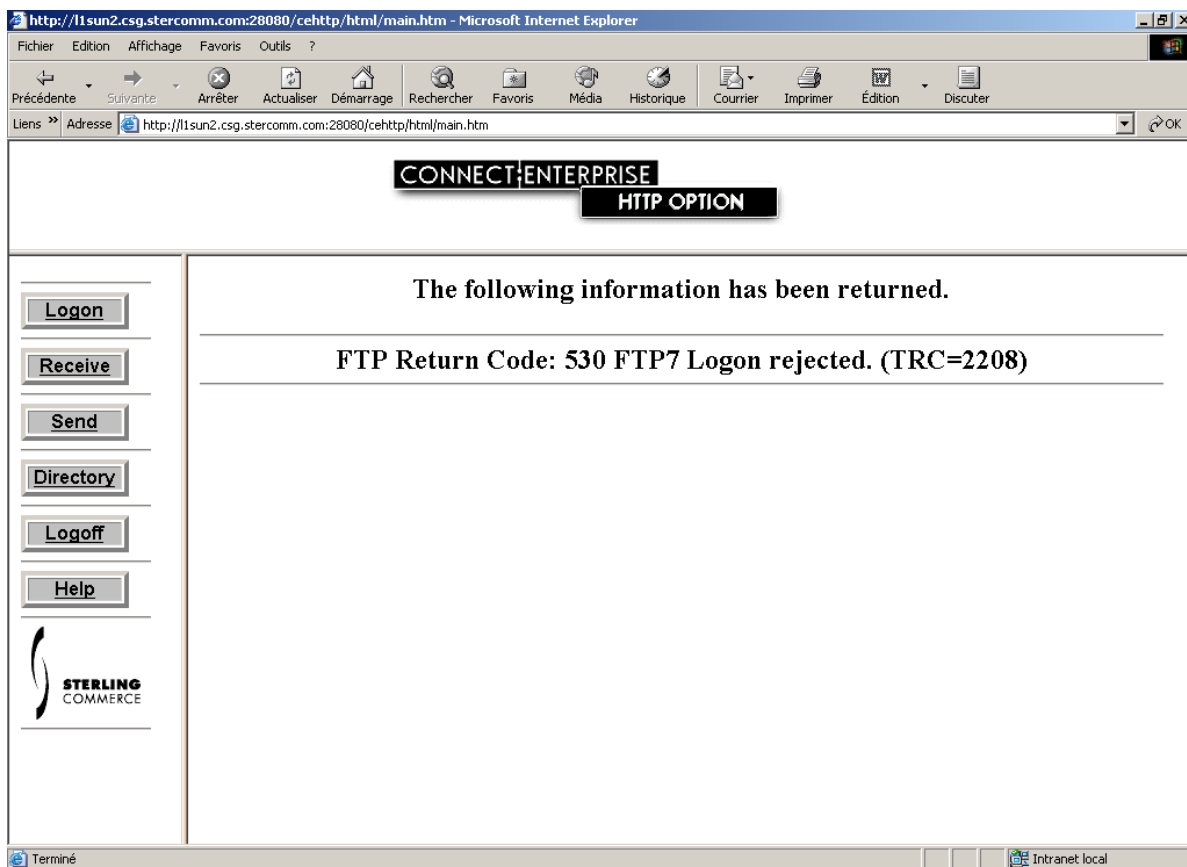 http://l1sun2.csg.stercomm.com:28080/cehttp/html/main.htm - Microsoft Internet Explorer
Fichier Edition Affichage Favoris Outils ?
Précédente Suivante Arrêter Actualiser Démarrage Rechercher Favoris Média Historique Courrier Imprimer Édition Discuter
Liens » Adresse http://l1sun2.csg.stercomm.com:28080/cehttp/html/main.htm OK
CONNECT:ENTERPRISE
HTTP OPTION
Logon
Receive
Send
Directory
Logoff
Help
STERLING
COMMERCE
The following information has been returned.
FTP Return Code: 530 FTP7 Logon rejected. (TRC=2208)
Terminé Intranet local